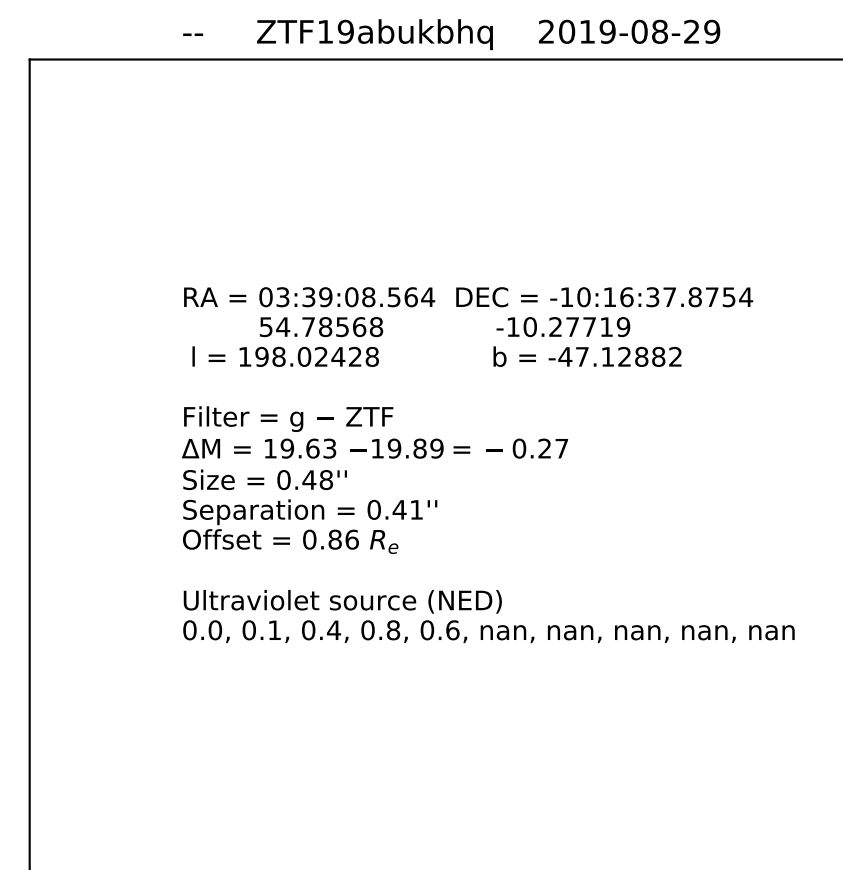 -- ZTF19abukbhq 2019-08-29
RA = 03:39:08.564 DEC = -10:16:37.8754
54.78568 -10.27719
l = 198.02428 b = -47.12882
Filter = g − ZTF
ΔM = 19.63 −19.89 = − 0.27
Size = 0.48''
Separation = 0.41''
Offset = 0.86 Rₑ
Ultraviolet source (NED)
0.0, 0.1, 0.4, 0.8, 0.6, nan, nan, nan, nan, nan